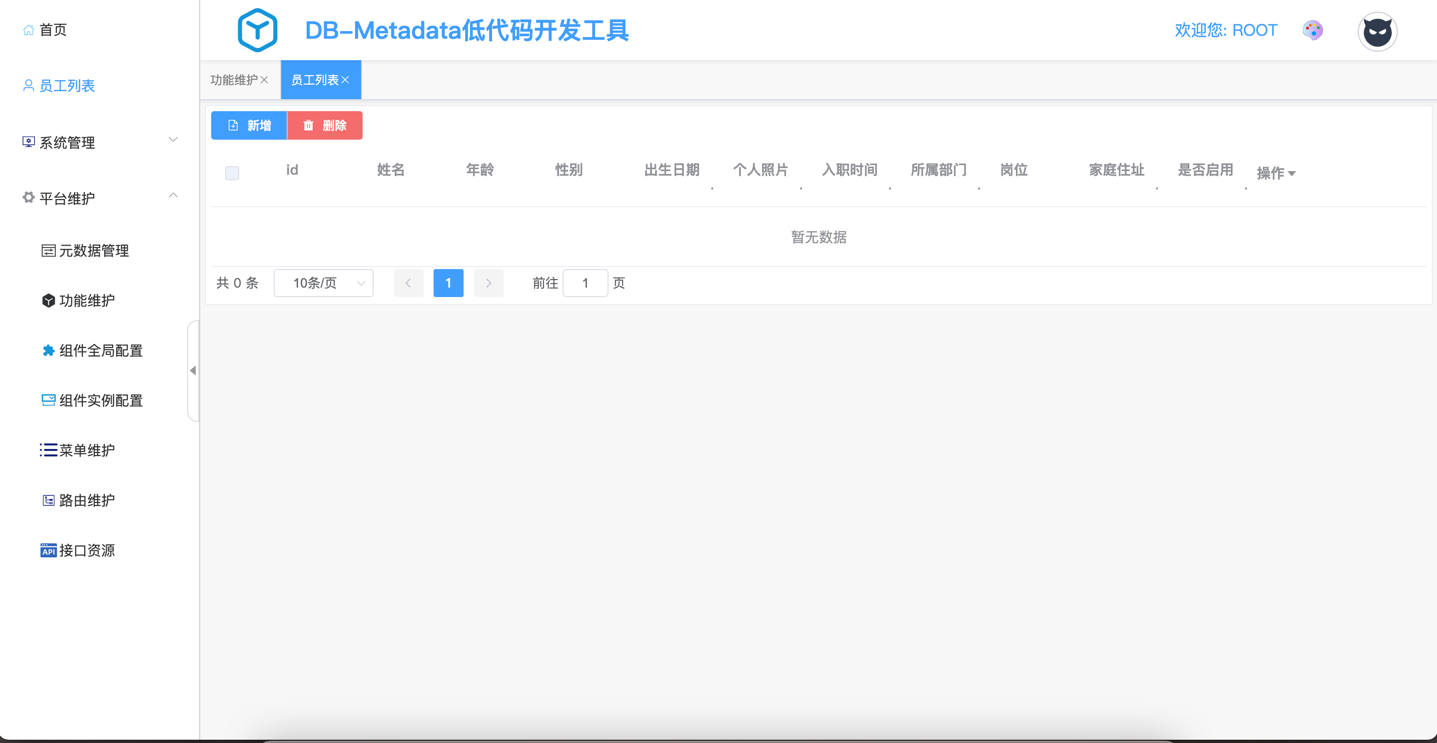 首页
员工列表
系统管理
平台维护
元数据管理
功能维护
组件全局配置
组件实例配置
菜单维护
路由维护
API 接口资源
DB-Metadata低代码开发工具
欢迎您: ROOT
功能维护 员工列表
新增 删除
id 姓名 年龄 性别 出生日期 个人照片 入职时间 所属部门 岗位 家庭住址 是否启用 操作
暂无数据
共 0 条 10条/页 1 前往 1 页